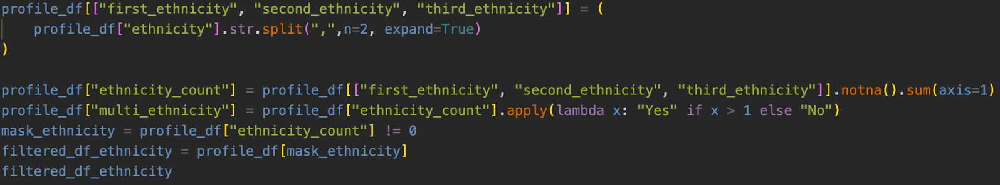 profile_df[["first_ethnicity", "second_ethnicity", "third_ethnicity"]] = (
    profile_df["ethnicity"].str.split(",",n=2, expand=True)
)

profile_df["ethnicity_count"] = profile_df[["first_ethnicity", "second_ethnicity", "third_ethnicity"]].notna().sum(axis=1)
profile_df["multi_ethnicity"] = profile_df["ethnicity_count"].apply(lambda x: "Yes" if x > 1 else "No")
mask_ethnicity = profile_df["ethnicity_count"] != 0
filtered_df_ethnicity = profile_df[mask_ethnicity]
filtered_df_ethnicity